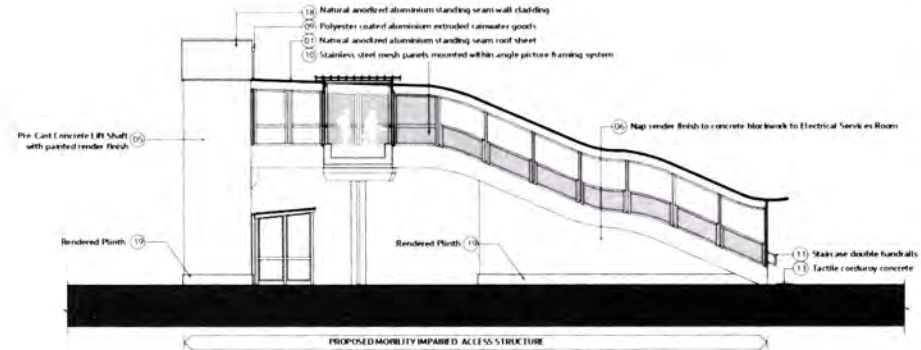 18 Natural anodized aluminium standing seam wall cladding
09 Polyester coated aluminium extruded rainwater goods
01 Natural anodized aluminium standing seam roof sheet
10 Stainless steel mesh panels mounted within angle picture framing system
Pre-Cast Concrete Lift Shaft 05
with painted render finish
06 Nap render finish to concrete blockwork to Electrical Services Room
Rendered Plinth 19
Rendered Plinth 19
11 Staircase double handrails
13 Tactile corduroy concrete
PROPOSED MOBILITY IMPAIRED ACCESS STRUCTURE